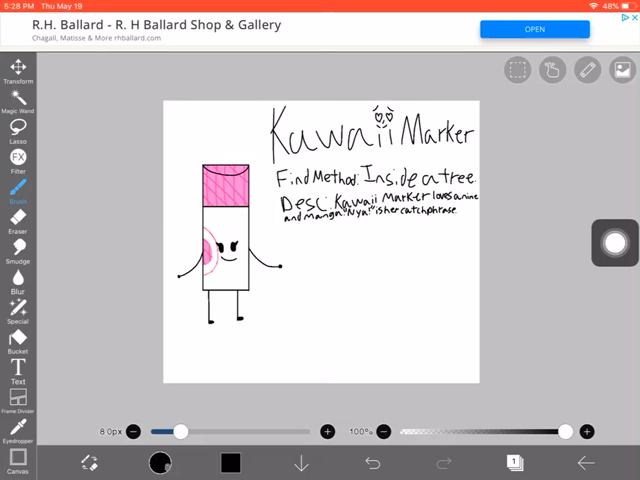 5:28 PM Thu May 19
48%
R.H. Ballard - R. H Ballard Shop & Gallery
Chagall, Matisse & More rhballard.com
OPEN
Transform
Magic Wand
Lasso
FX
Filter
Brush
Eraser
Smudge
Blur
Special
Bucket
T
Text
Frame Divider
Eyedropper
Canvas
Kawaii Marker
Find Method: Inside a tree.
Desc: Kawaii Marker loves anime
and manga. "Nya!" is her catchphrase.
80px
100%
1